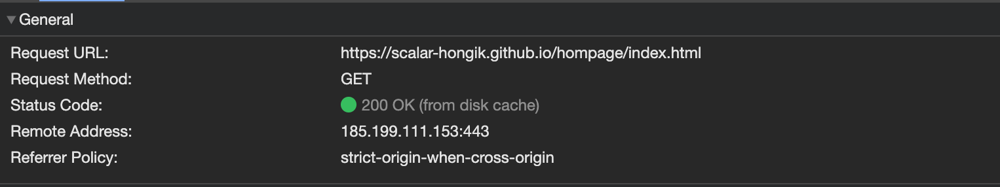 General
Request URL: https://scalar-hongik.github.io/hompage/index.html
Request Method: GET
Status Code: 200 OK (from disk cache)
Remote Address: 185.199.111.153:443
Referrer Policy: strict-origin-when-cross-origin